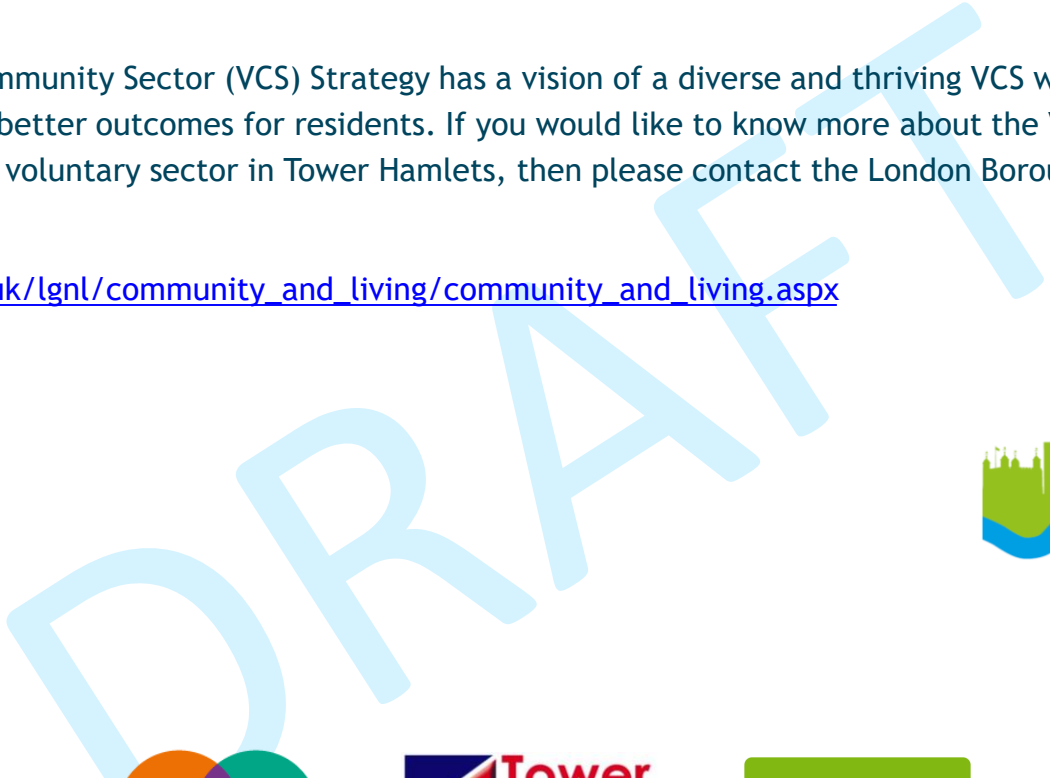 mmunity Sector (VCS) Strategy has a vision of a diverse and thriving VCS w
better outcomes for residents. If you would like to know more about the
voluntary sector in Tower Hamlets, then please contact the London Borou
uk/lgnl/community_and_living/community_and_living.aspx
DRAFT
Tower